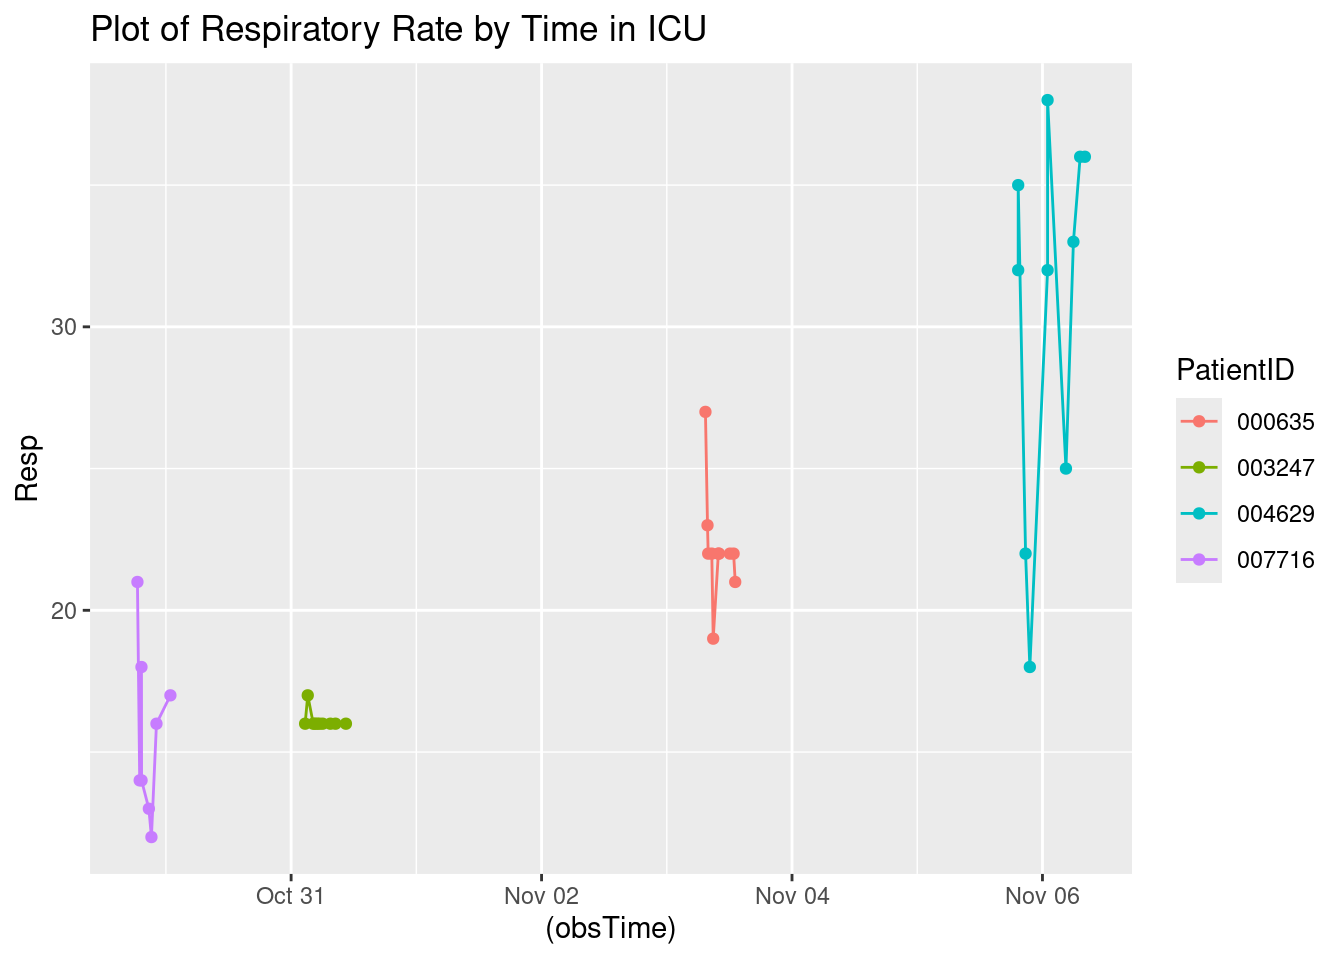 Plot of Respiratory Rate by Time in ICU
Resp
30
20
Oct 31
Nov 02
Nov 04
Nov 06
(obsTime)
PatientID
000635
003247
004629
007716